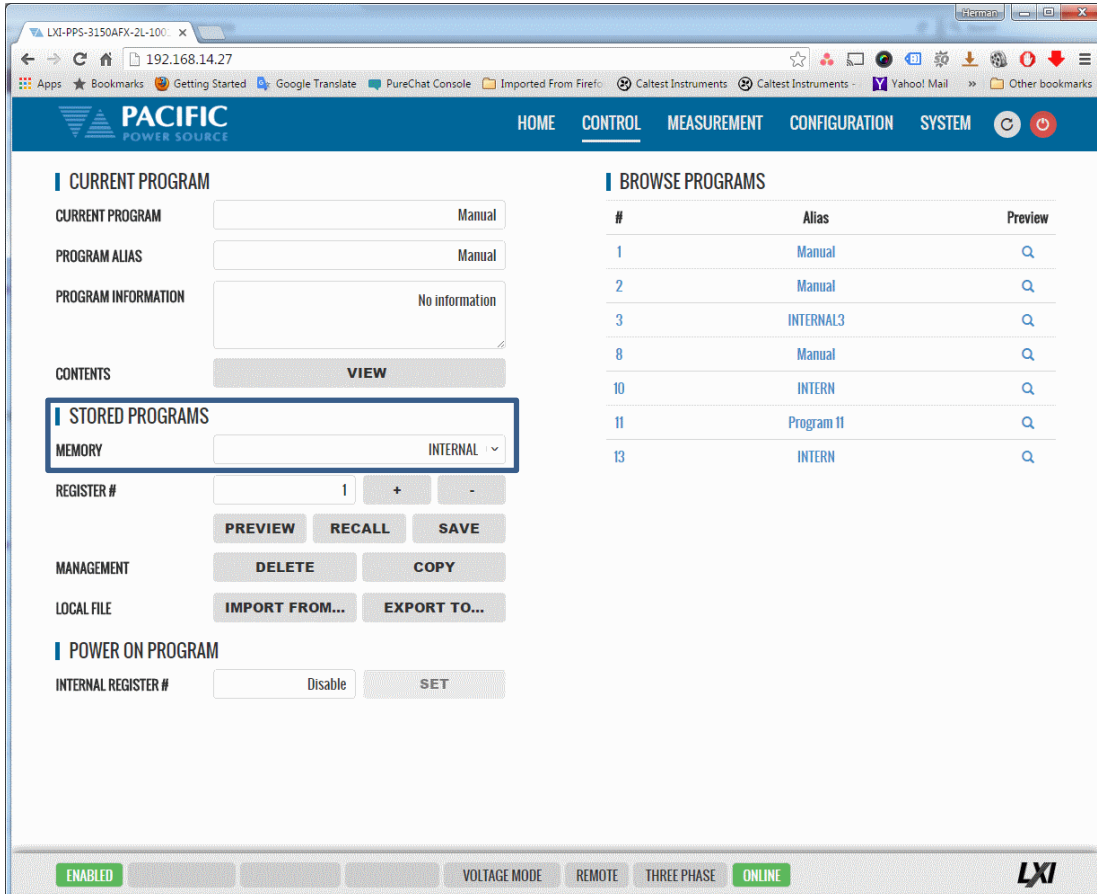 Herman
LXI-PPS-3150AFX-2L-100
192.168.14.27
Apps Bookmarks Getting Started Google Translate PureChat Console Imported From Firefo Caltest Instruments Caltest Instruments - Yahoo! Mail » Other bookmarks
PACIFIC
POWER SOURCE
HOME CONTROL MEASUREMENT CONFIGURATION SYSTEM
CURRENT PROGRAM
CURRENT PROGRAM Manual
PROGRAM ALIAS Manual
PROGRAM INFORMATION No information
CONTENTS VIEW
STORED PROGRAMS
MEMORY INTERNAL
REGISTER # 1 + -
PREVIEW RECALL SAVE
MANAGEMENT DELETE COPY
LOCAL FILE IMPORT FROM... EXPORT TO...
POWER ON PROGRAM
INTERNAL REGISTER # Disable SET
BROWSE PROGRAMS
# Alias Preview
1 Manual
2 Manual
3 INTERNAL3
8 Manual
10 INTERN
11 Program 11
13 INTERN
ENABLED VOLTAGE MODE REMOTE THREE PHASE ONLINE LXI